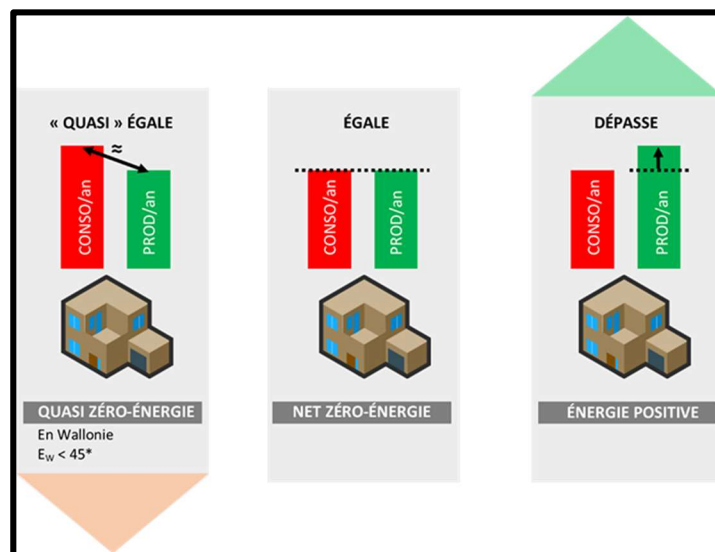 « QUASI » ÉGALE
≈
CONSO/an
PROD/an
QUASI ZÉRO-ÉNERGIE
En Wallonie
EW < 45*
ÉGALE
CONSO/an
PROD/an
NET ZÉRO-ÉNERGIE
DÉPASSE
CONSO/an
PROD/an
ÉNERGIE POSITIVE